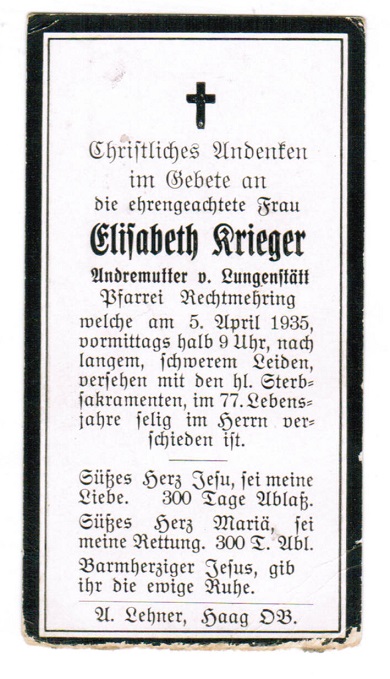 Christliches Andenken
im Gebete an
die ehrengeachtete Frau
Elisabeth Krieger
Andremutter v. Lungenstätt
Pfarrei Rechtmehring
welche am 5. April 1935,
vormittags halb 9 Uhr, nach
langem, schwerem Leiden,
versehen mit den hl. Sterb-
sakramenten, im 77. Lebens-
jahre selig im Herrn ver-
schieden ist.
Süßes Herz Jesu, sei meine
Liebe. 300 Tage Ablaß.
Süßes Herz Mariä, sei
meine Rettung. 300 T. Abl.
Barmherziger Jesus, gib
ihr die ewige Ruhe.
A. Lehner, Haag OB.